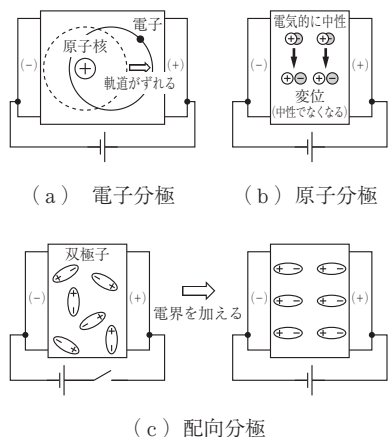 電子
原子核
(−)
+
(+)
軌道がずれる
(a) 電子分極
電気的に中性
(−)
+
+
(+)
+ −
+ −
変位
(中性でなくなる)
(b) 原子分極
双極子
(−)
(+)
+ −
+ −
+ −
+ −
+ −
+ −
電界を加える
(−)
(+)
+ −
+ −
+ −
+ −
+ −
+ −
(c) 配向分極